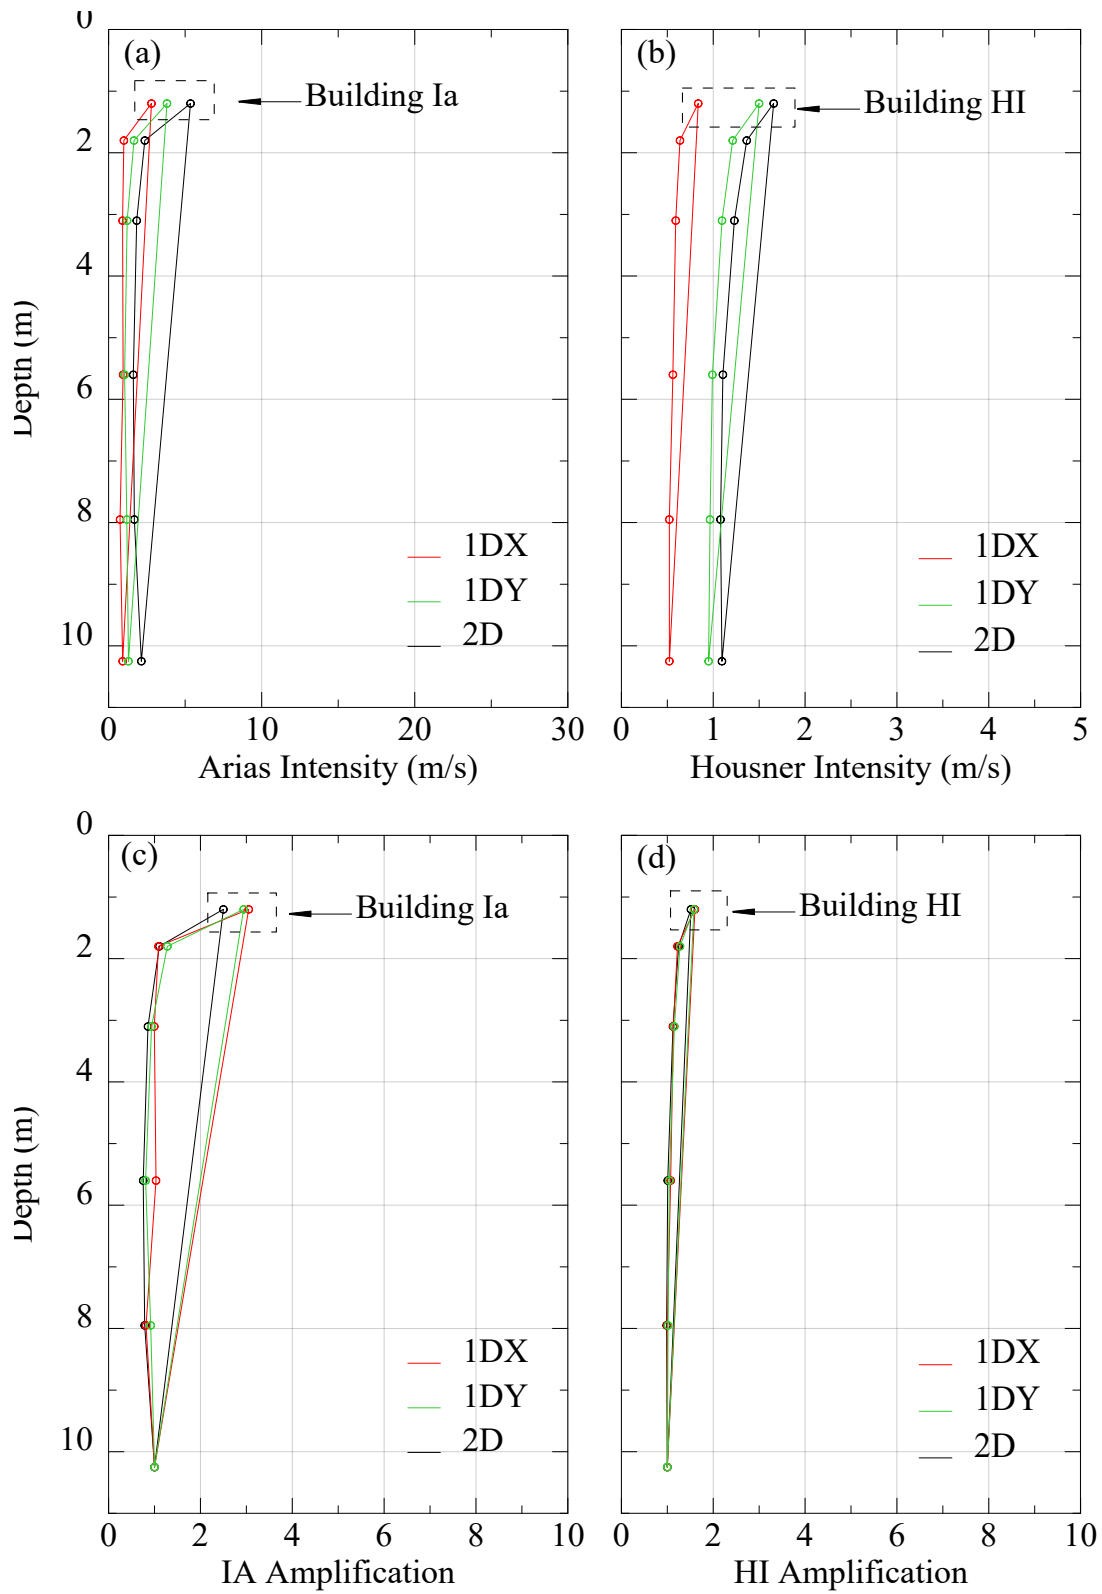 0
(a)
Building Ia
2
4
Depth (m)
6
8
1DX
1DY
2D
10
0 10 20 30
Arias Intensity (m/s)
(b)
Building HI
1DX
1DY
2D
0 1 2 3 4 5
Housner Intensity (m/s)
0
(c)
Building Ia
2
4
Depth (m)
6
8
1DX
1DY
2D
10
0 2 4 6 8 10
IA Amplification
(d)
Building HI
1DX
1DY
2D
0 2 4 6 8 10
HI Amplification